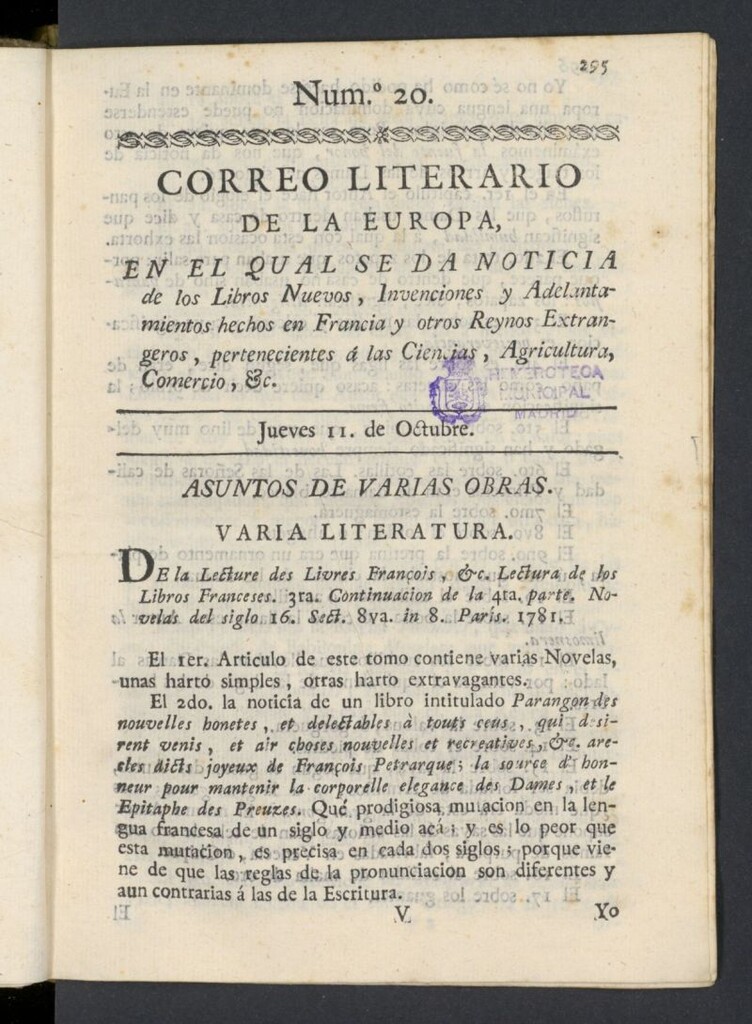 295
Num.º 20.
CORREO LITERARIO
DE LA EUROPA,
EN EL QUAL SE DA NOTICIA
de los Libros Nuevos, Invenciones y Adelanta-
mientos hechos en Francia y otros Reynos Extran-
geros, pertenecientes á las Ciencias, Agricultura,
Comercio, &c.
HEMEROTECA
MUNICIPAL
MADRID
Jueves 11. de Octubre.
ASUNTOS DE VARIAS OBRAS.
VARIA LITERATURA.
DE la Lecture des Livres François, &c. Lectura de los
Libros Franceses. 3ra. Continuacion de la 4ta. parte. No-
velas del siglo 16. Sect. 8va. in 8. París. 1781.
El 1er. Articulo de este tomo contiene varias Novelas,
unas harto simples, otras harto extravagantes.
El 2do. la noticia de un libro intitulado Parangon des
nouvelles honetes, et delectables à touts ceus, qui desi-
rent venis, et air choses nouvelles et recreatives, &c. are-
cles dicts joyeux de François Petrarque; la source d' hon-
neur pour mantenir la corporelle elegance des Dames, et le
Epitaphe des Preuzes. Qué prodigiosa mutacion en la len-
gua francesa de un siglo y medio acá; y es lo peor que
esta mutacion, es precisa en cada dos siglos; porque vie-
ne de que las reglas de la pronunciacion son diferentes y
aun contrarias á las de la Escritura.
V
Yo